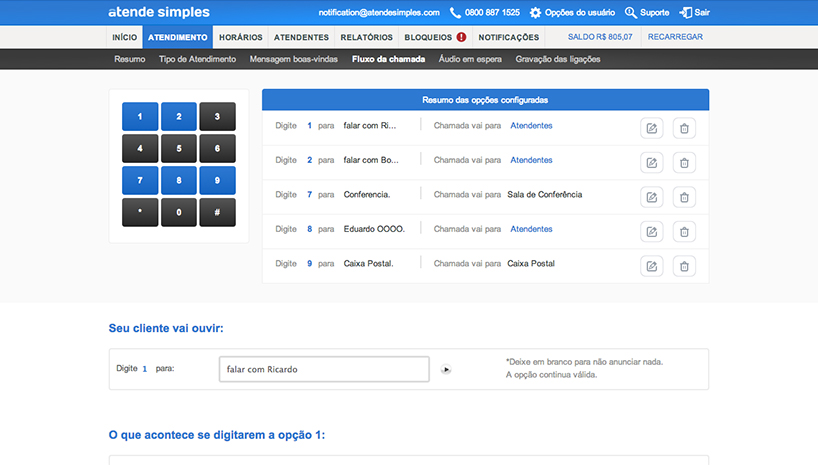 atende simples
notification@atendesimples.com 0800 887 1525 Opções do usuário Suporte Sair
INÍCIO ATENDIMENTO HORÁRIOS ATENDENTES RELATÓRIOS BLOQUEIOS ! NOTIFICAÇÕES SALDO R$ 805,07 RECARREGAR
Resumo Tipo de Atendimento Mensagem boas-vindas Fluxo da chamada Áudio em espera Gravação das ligações
1 2 3
4 5 6
7 8 9
* 0 #
Resumo das opções configuradas
Digite 1 para falar com Ri... Chamada vai para Atendentes
Digite 2 para falar com Bo... Chamada vai para Atendentes
Digite 7 para Conferencia. Chamada vai para Sala de Conferência
Digite 8 para Eduardo OOOO. Chamada vai para Atendentes
Digite 9 para Caixa Postal. Chamada vai para Caixa Postal
Seu cliente vai ouvir:
Digite 1 para: falar com Ricardo
*Deixe em branco para não anunciar nada.
A opção continua válida.
O que acontece se digitarem a opção 1: